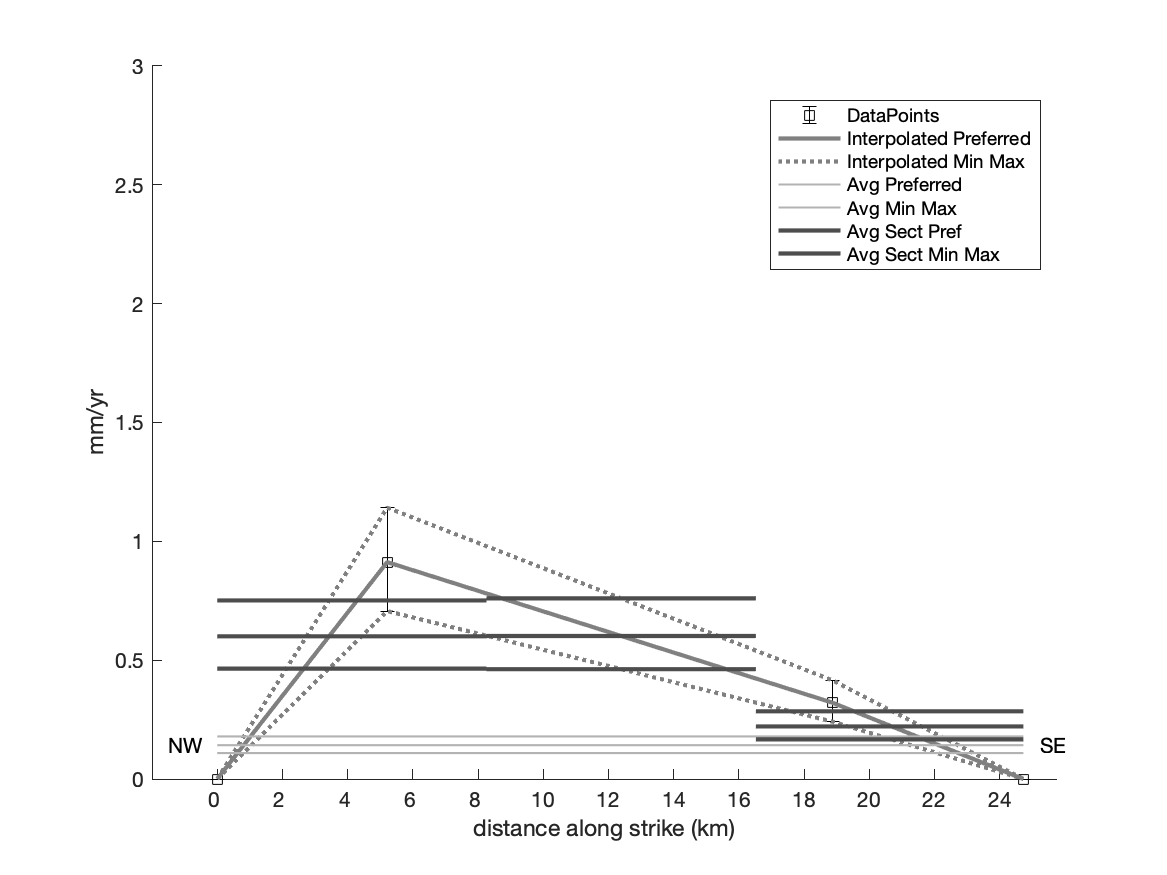 3
2.5
2
1.5
1
0.5
0
mm/yr
DataPoints
Interpolated Preferred
Interpolated Min Max
Avg Preferred
Avg Min Max
Avg Sect Pref
Avg Sect Min Max
NW
SE
0 2 4 6 8 10 12 14 16 18 20 22 24
distance along strike (km)